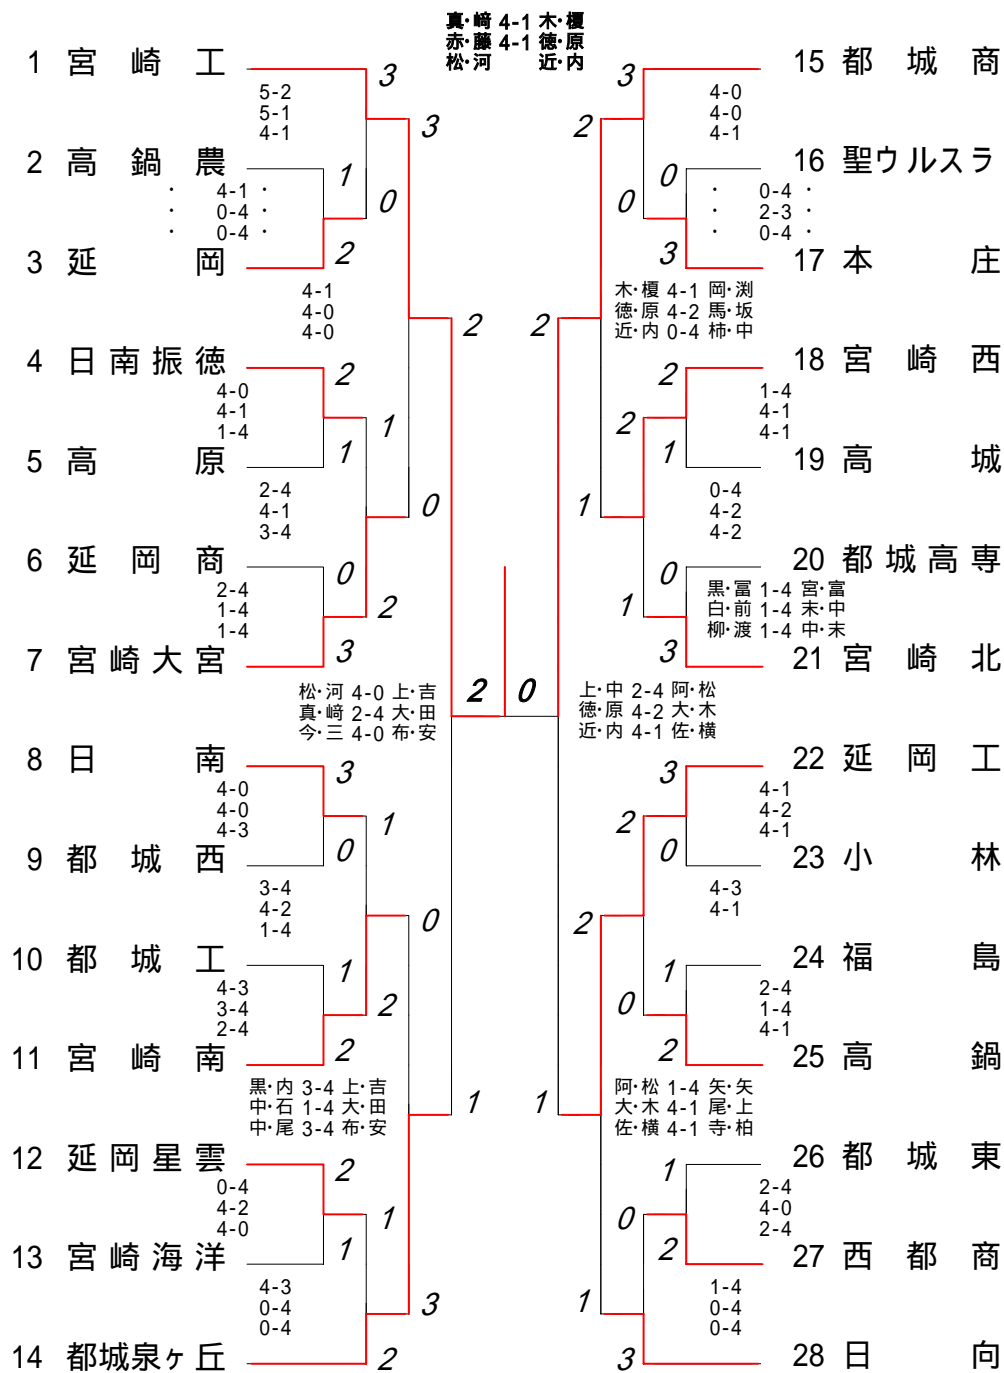 真・﨑 4-1 木・榎
赤・藤 4-1 徳・原
松・河 近・内
1 宮崎工
3
5-2
5-1
4-1
3
2 高鍋農
1
・ 4-1 ・
・ 0-4 ・
・ 0-4 ・
0
3 延岡
2
4-1
4-0
4-0
2
4 日南振徳
2
4-0
4-1
1-4
1
5 高原
1
2-4
4-1
3-4
0
6 延岡商
0
2-4
1-4
1-4
2
7 宮崎大宮
3
松・河 4-0 上・吉
真・﨑 2-4 大・田
今・三 4-0 布・安
2 0
8 日南
3
4-0
4-0
4-3
1
9 都城西
0
3-4
4-2
1-4
0
10 都城工
1
4-3
3-4
2-4
2
11 宮崎南
2
黒・内 3-4 上・吉
中・石 1-4 大・田
中・尾 3-4 布・安
1
12 延岡星雲
2
0-4
4-2
4-0
1
13 宮崎海洋
1
4-3
0-4
0-4
3
14 都城泉ヶ丘
2
15 都城商
3
4-0
4-0
4-1
2
16 聖ウルスラ
0
・ 0-4 ・
・ 2-3 ・
・ 0-4 ・
0
17 本庄
3
木・榎 4-1 岡・渕
徳・原 4-2 馬・坂
近・内 0-4 柿・中
2
18 宮崎西
2
1-4
4-1
4-1
2
19 高城
1
0-4
4-2
4-2
1
20 都城高専
0
黒・冨 1-4 宮・富
白・前 1-4 末・中
柳・渡 1-4 中・末
1
21 宮崎北
3
上・中 2-4 阿・松
徳・原 4-2 大・木
近・内 4-1 佐・横
22 延岡工
3
4-1
4-2
4-1
2
23 小林
0
4-3
4-1
2
24 福島
1
2-4
1-4
4-1
0
25 高鍋
2
阿・松 1-4 矢・矢
大・木 4-1 尾・上
佐・横 4-1 寺・柏
1
26 都城東
1
2-4
4-0
2-4
0
27 西都商
2
1-4
0-4
0-4
1
28 日向
3